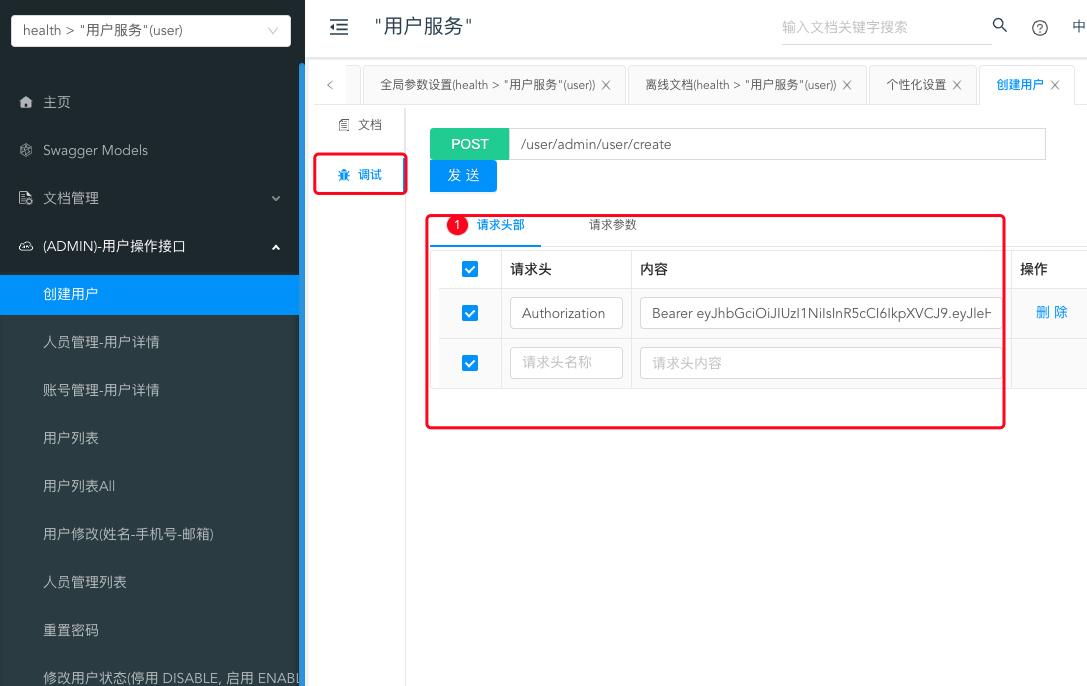 health > "用户服务"(user)
主页
Swagger Models
文档管理
(ADMIN)-用户操作接口
创建用户
人员管理-用户详情
账号管理-用户详情
用户列表
用户列表All
用户修改(姓名-手机号-邮箱)
人员管理列表
重置密码
修改用户状态(停用 DISABLE, 启用 ENABL
"用户服务"
输入文档关键字搜索
中
全局参数设置(health > "用户服务"(user))
离线文档(health > "用户服务"(user))
个性化设置
创建用户
文档
调试
POST /user/admin/user/create
发 送
1 请求头部 请求参数
请求头 内容 操作
Authorization Bearer eyJhbGciOiJIUzI1NiIsInR5cCI6IkpXVCJ9.eyJleH 删 除
请求头名称 请求头内容